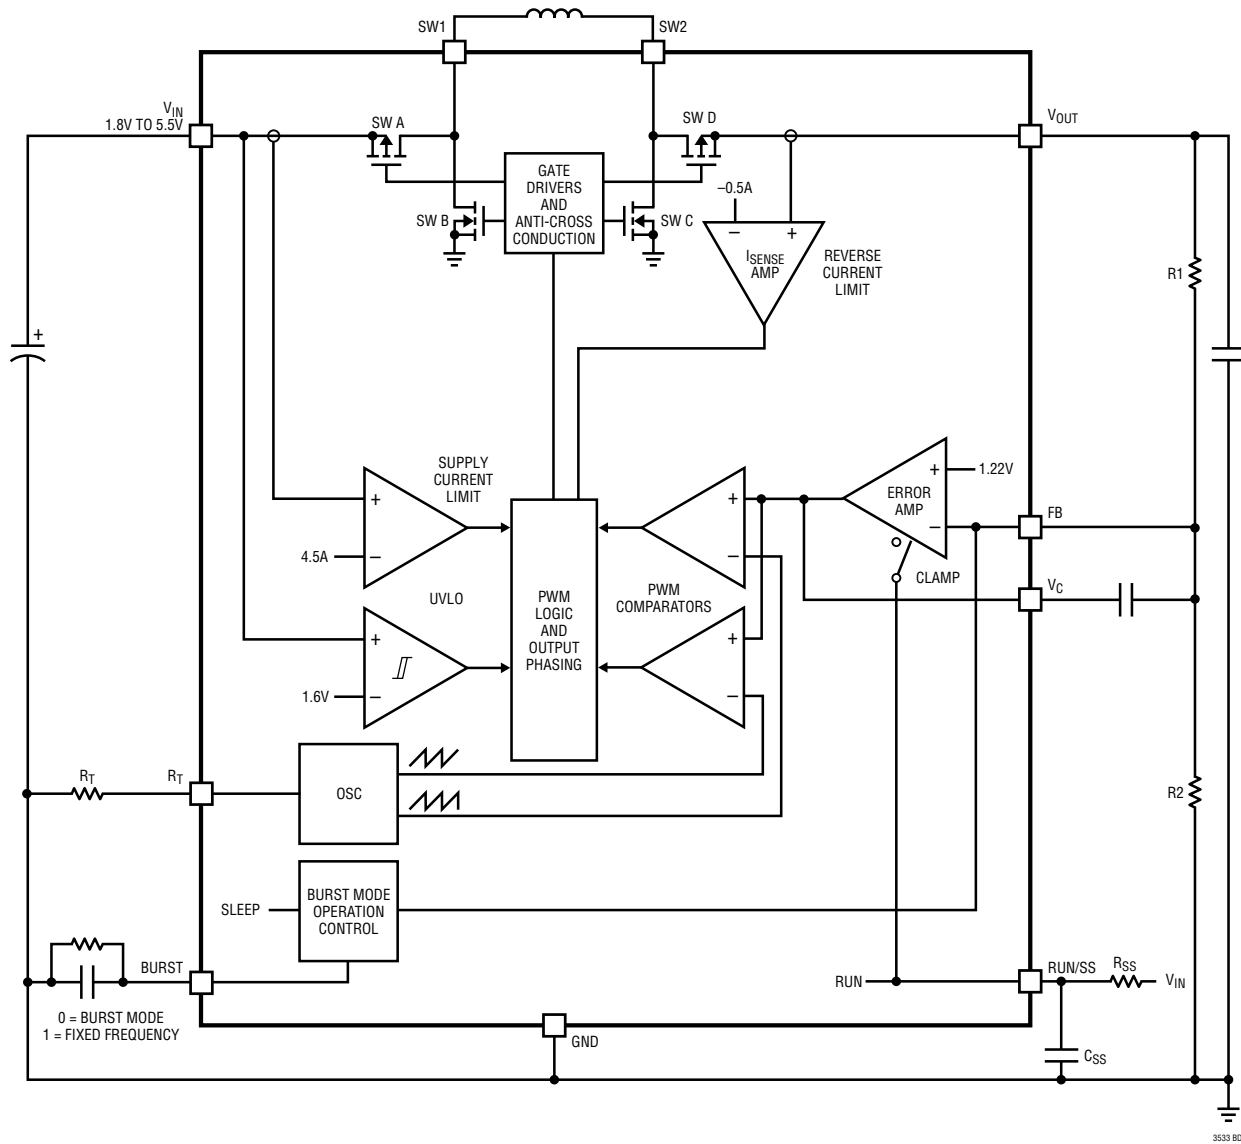 SW1
SW2
V_IN
1.8V TO 5.5V
SW A
SW D
V_OUT
GATE
DRIVERS
AND
ANTI-CROSS
CONDUCTION
SW B
SW C
–0.5A
–
+
I_SENSE
AMP
REVERSE
CURRENT
LIMIT
R1
+
SUPPLY
CURRENT
LIMIT
+
–
4.5A
UVLO
+
–
1.6V
PWM
LOGIC
AND
OUTPUT
PHASING
+
–
PWM
COMPARATORS
+
–
+
1.22V
ERROR
AMP
–
FB
CLAMP
V_C
R_T
R_T
OSC
R2
SLEEP
BURST MODE
OPERATION
CONTROL
BURST
0 = BURST MODE
1 = FIXED FREQUENCY
RUN
RUN/SS
R_SS
V_IN
GND
C_SS
3533 BD